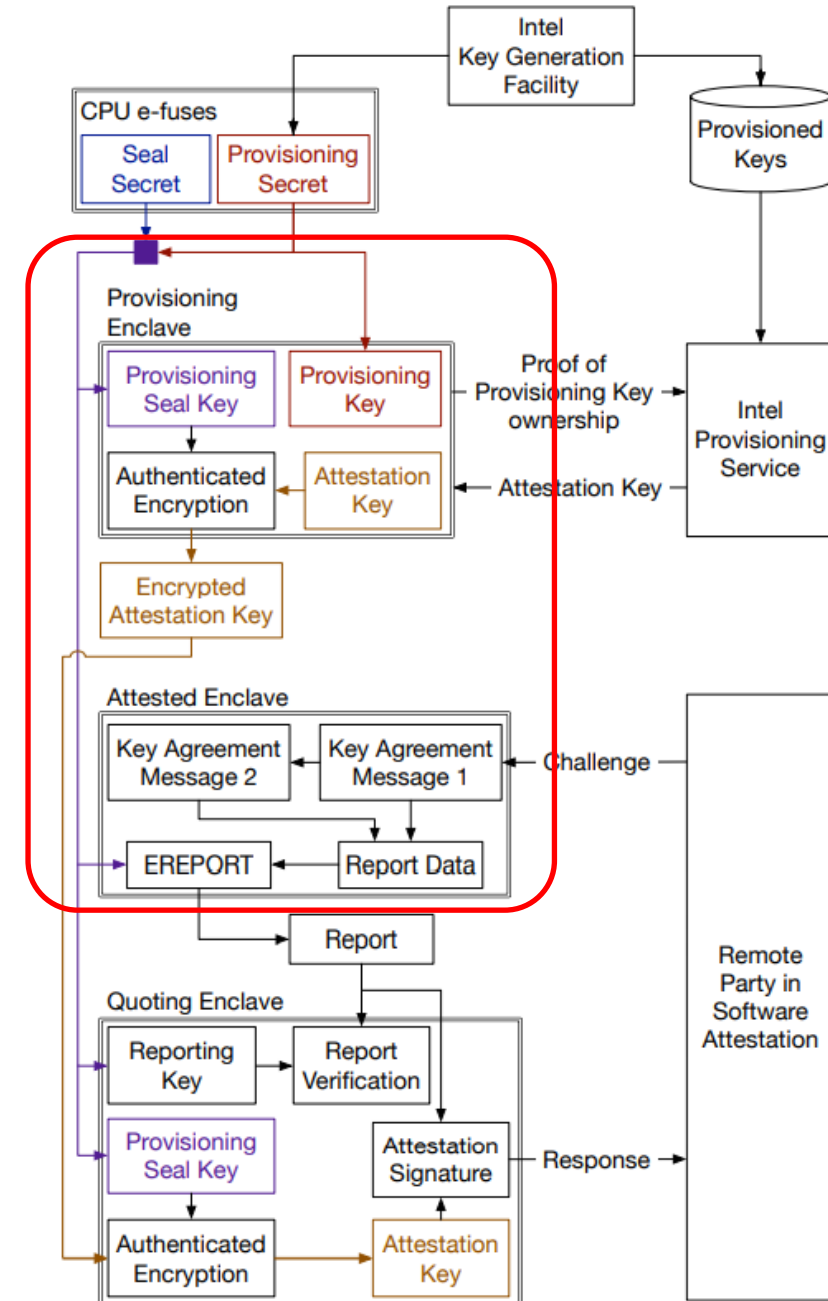 Intel
Key Generation
Facility
CPU e-fuses
Seal
Secret
Provisioning
Secret
Provisioned
Keys
Provisioning
Enclave
Provisioning
Seal Key
Provisioning
Key
Proof of
Provisioning Key
ownership
Intel
Provisioning
Service
Authenticated
Encryption
Attestation
Key
Attestation Key
Encrypted
Attestation Key
Attested Enclave
Key Agreement
Message 2
Key Agreement
Message 1
Challenge
EREPORT
Report Data
Report
Remote
Party in
Software
Attestation
Quoting Enclave
Reporting
Key
Report
Verification
Provisioning
Seal Key
Attestation
Signature
Response
Authenticated
Encryption
Attestation
Key